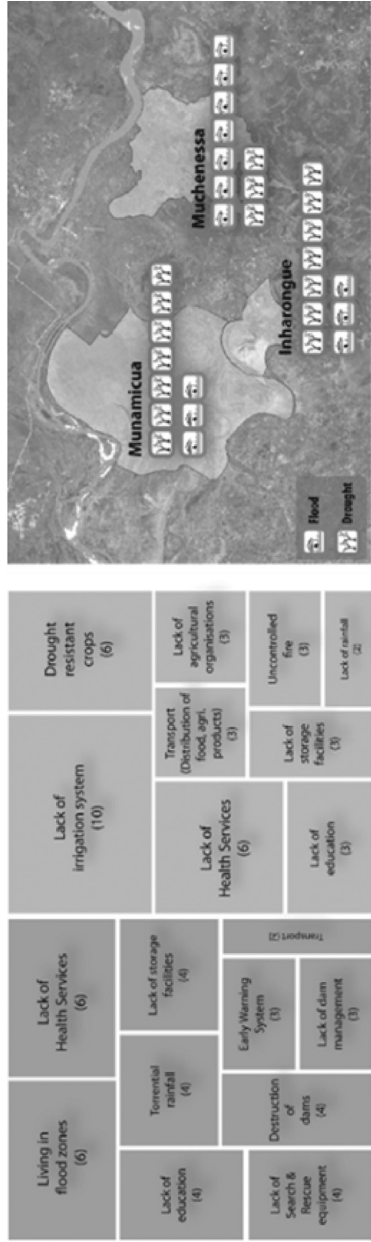 Living in
flood zones
(6)
Lack of
Health Services
(6)
Lack of
education
(4)
Torrential
rainfall
(4)
Lack of storage
facilities
(4)
Lack of
Search &
Rescue
equipment
(4)
Destruction
of
dams
(4)
Early Warning
System
(3)
Lack of dam
management
(3)
Transport (2)
Lack of
irrigation system
(10)
Drought
resistant
crops
(6)
Lack of
Health Services
(6)
Transport
(Distribution of
food, agri.
products)
(3)
Lack of
agricultural
organisations
(3)
Lack of
education
(3)
Lack of
storage
facilities
(3)
Uncontrolled
fire
(3)
Lack of rainfall
(2)
Munamicua
Muchenessa
Inharongue
Flood
Drought